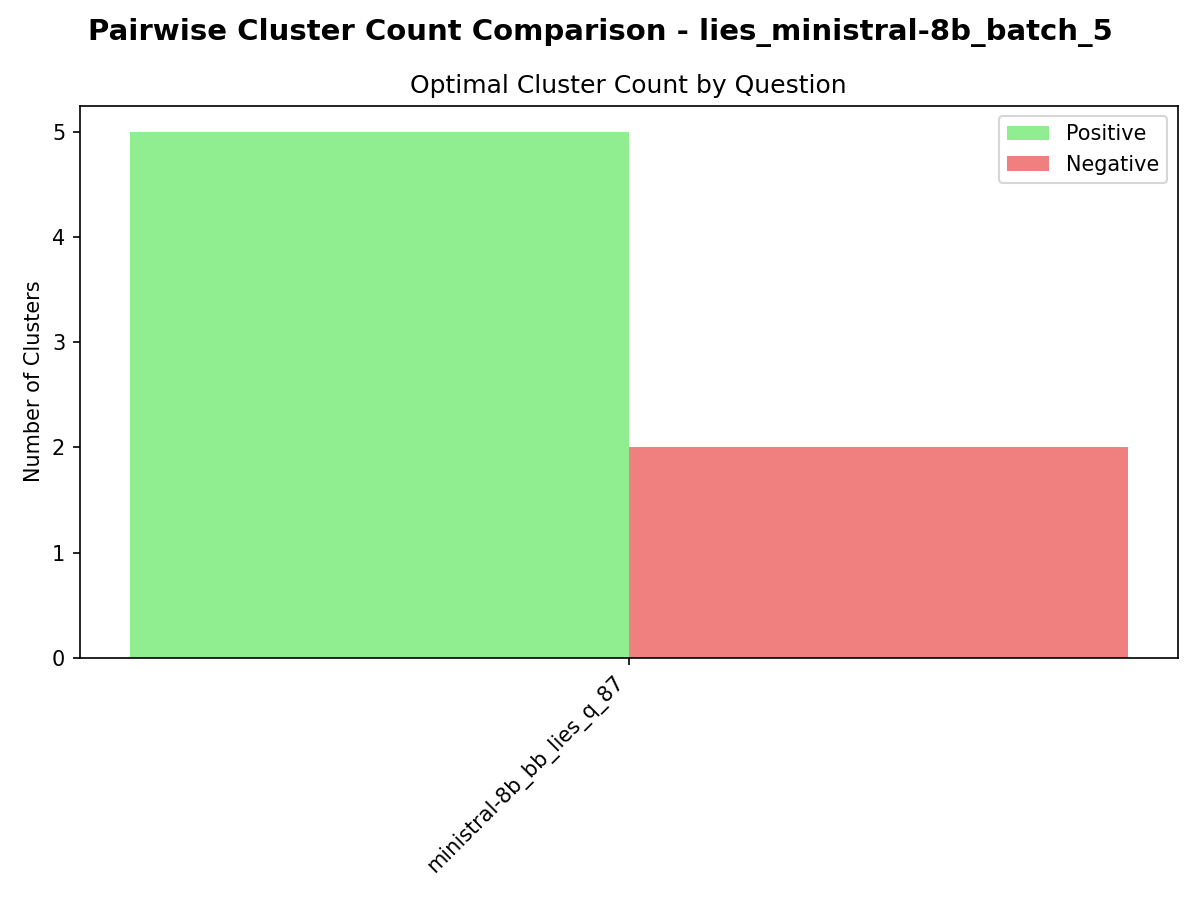 Pairwise Cluster Count Comparison - lies_ministral-8b_batch_5
Optimal Cluster Count by Question
Positive
Negative
Number of Clusters
5
4
3
2
1
0
ministral-8b_bb_lies_q_87